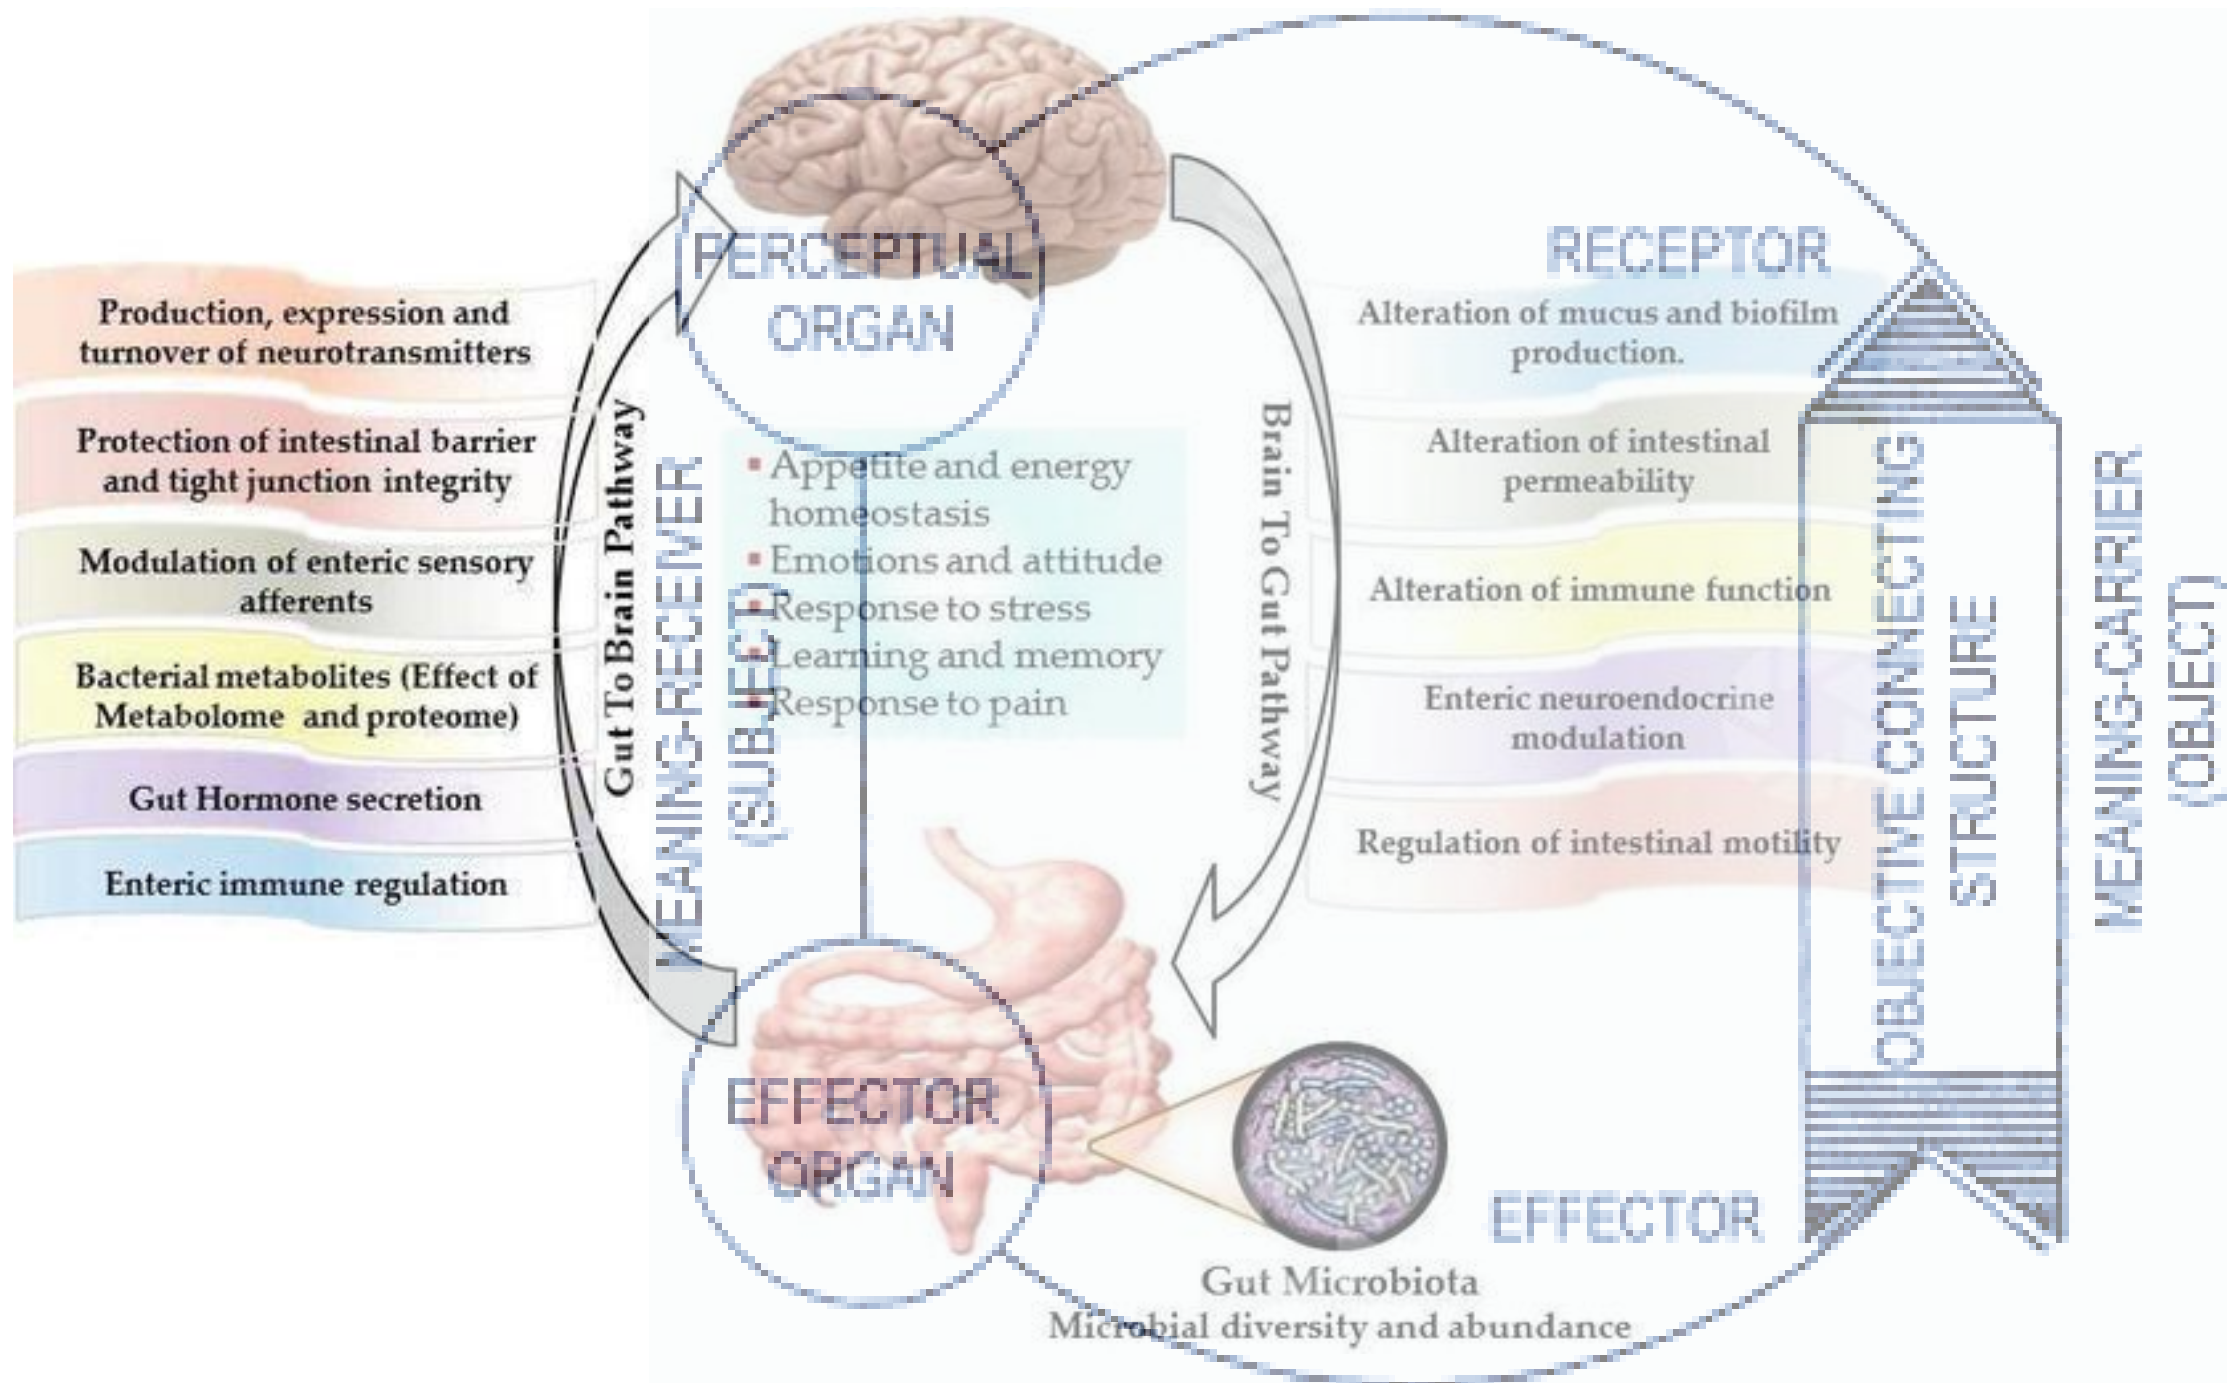 PERCEPTUAL
ORGAN
RECEPTOR
Production, expression and
turnover of neurotransmitters
Protection of intestinal barrier
and tight junction integrity
Modulation of enteric sensory
afferents
Bacterial metabolites (Effect of
Metabolome and proteome)
Gut Hormone secretion
Enteric immune regulation
Gut To Brain Pathway
MEANING-RECEIVER
(SUBJECT)
Appetite and energy
homeostasis
Emotions and attitude
Response to stress
Learning and memory
Response to pain
Brain To Gut Pathway
Alteration of mucus and biofilm
production.
Alteration of intestinal
permeability
Alteration of immune function
Enteric neuroendocrine
modulation
Regulation of intestinal motility
OBJECTIVE CONNECTING
STRUCTURE
MEANING-CARRIER
(OBJECT)
EFFECTOR
ORGAN
EFFECTOR
Gut Microbiota
Microbial diversity and abundance